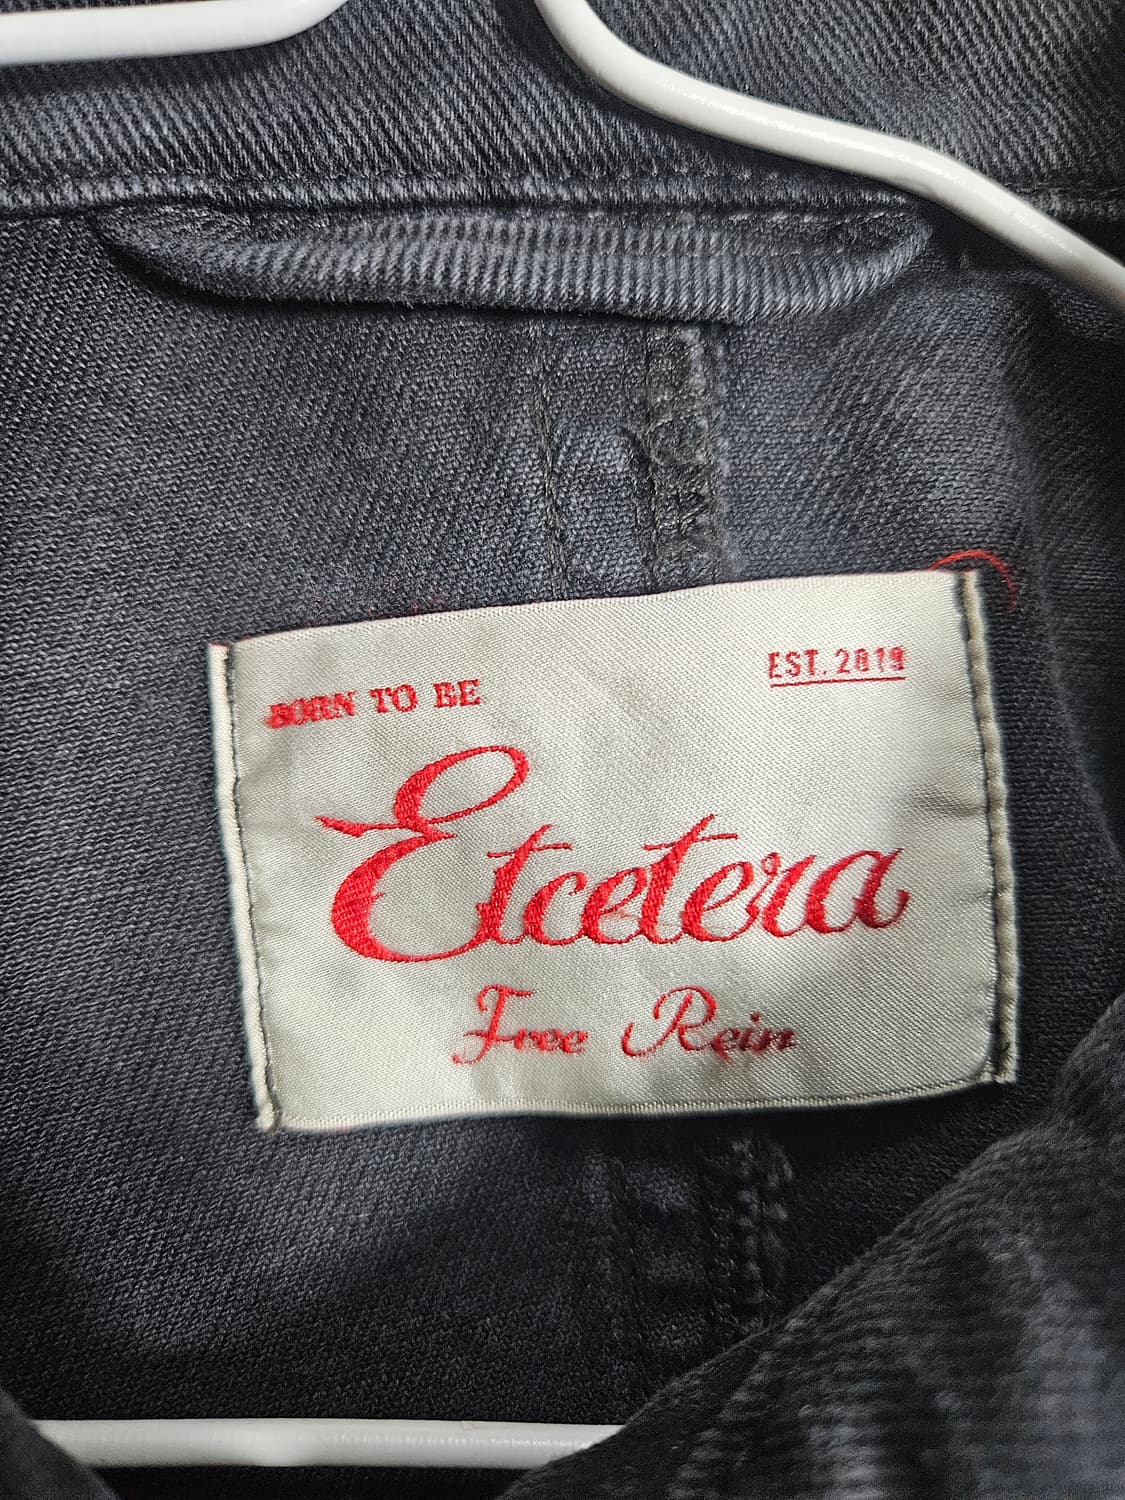 BORN TO BE
EST. 2019
Etcetera
Free Rein